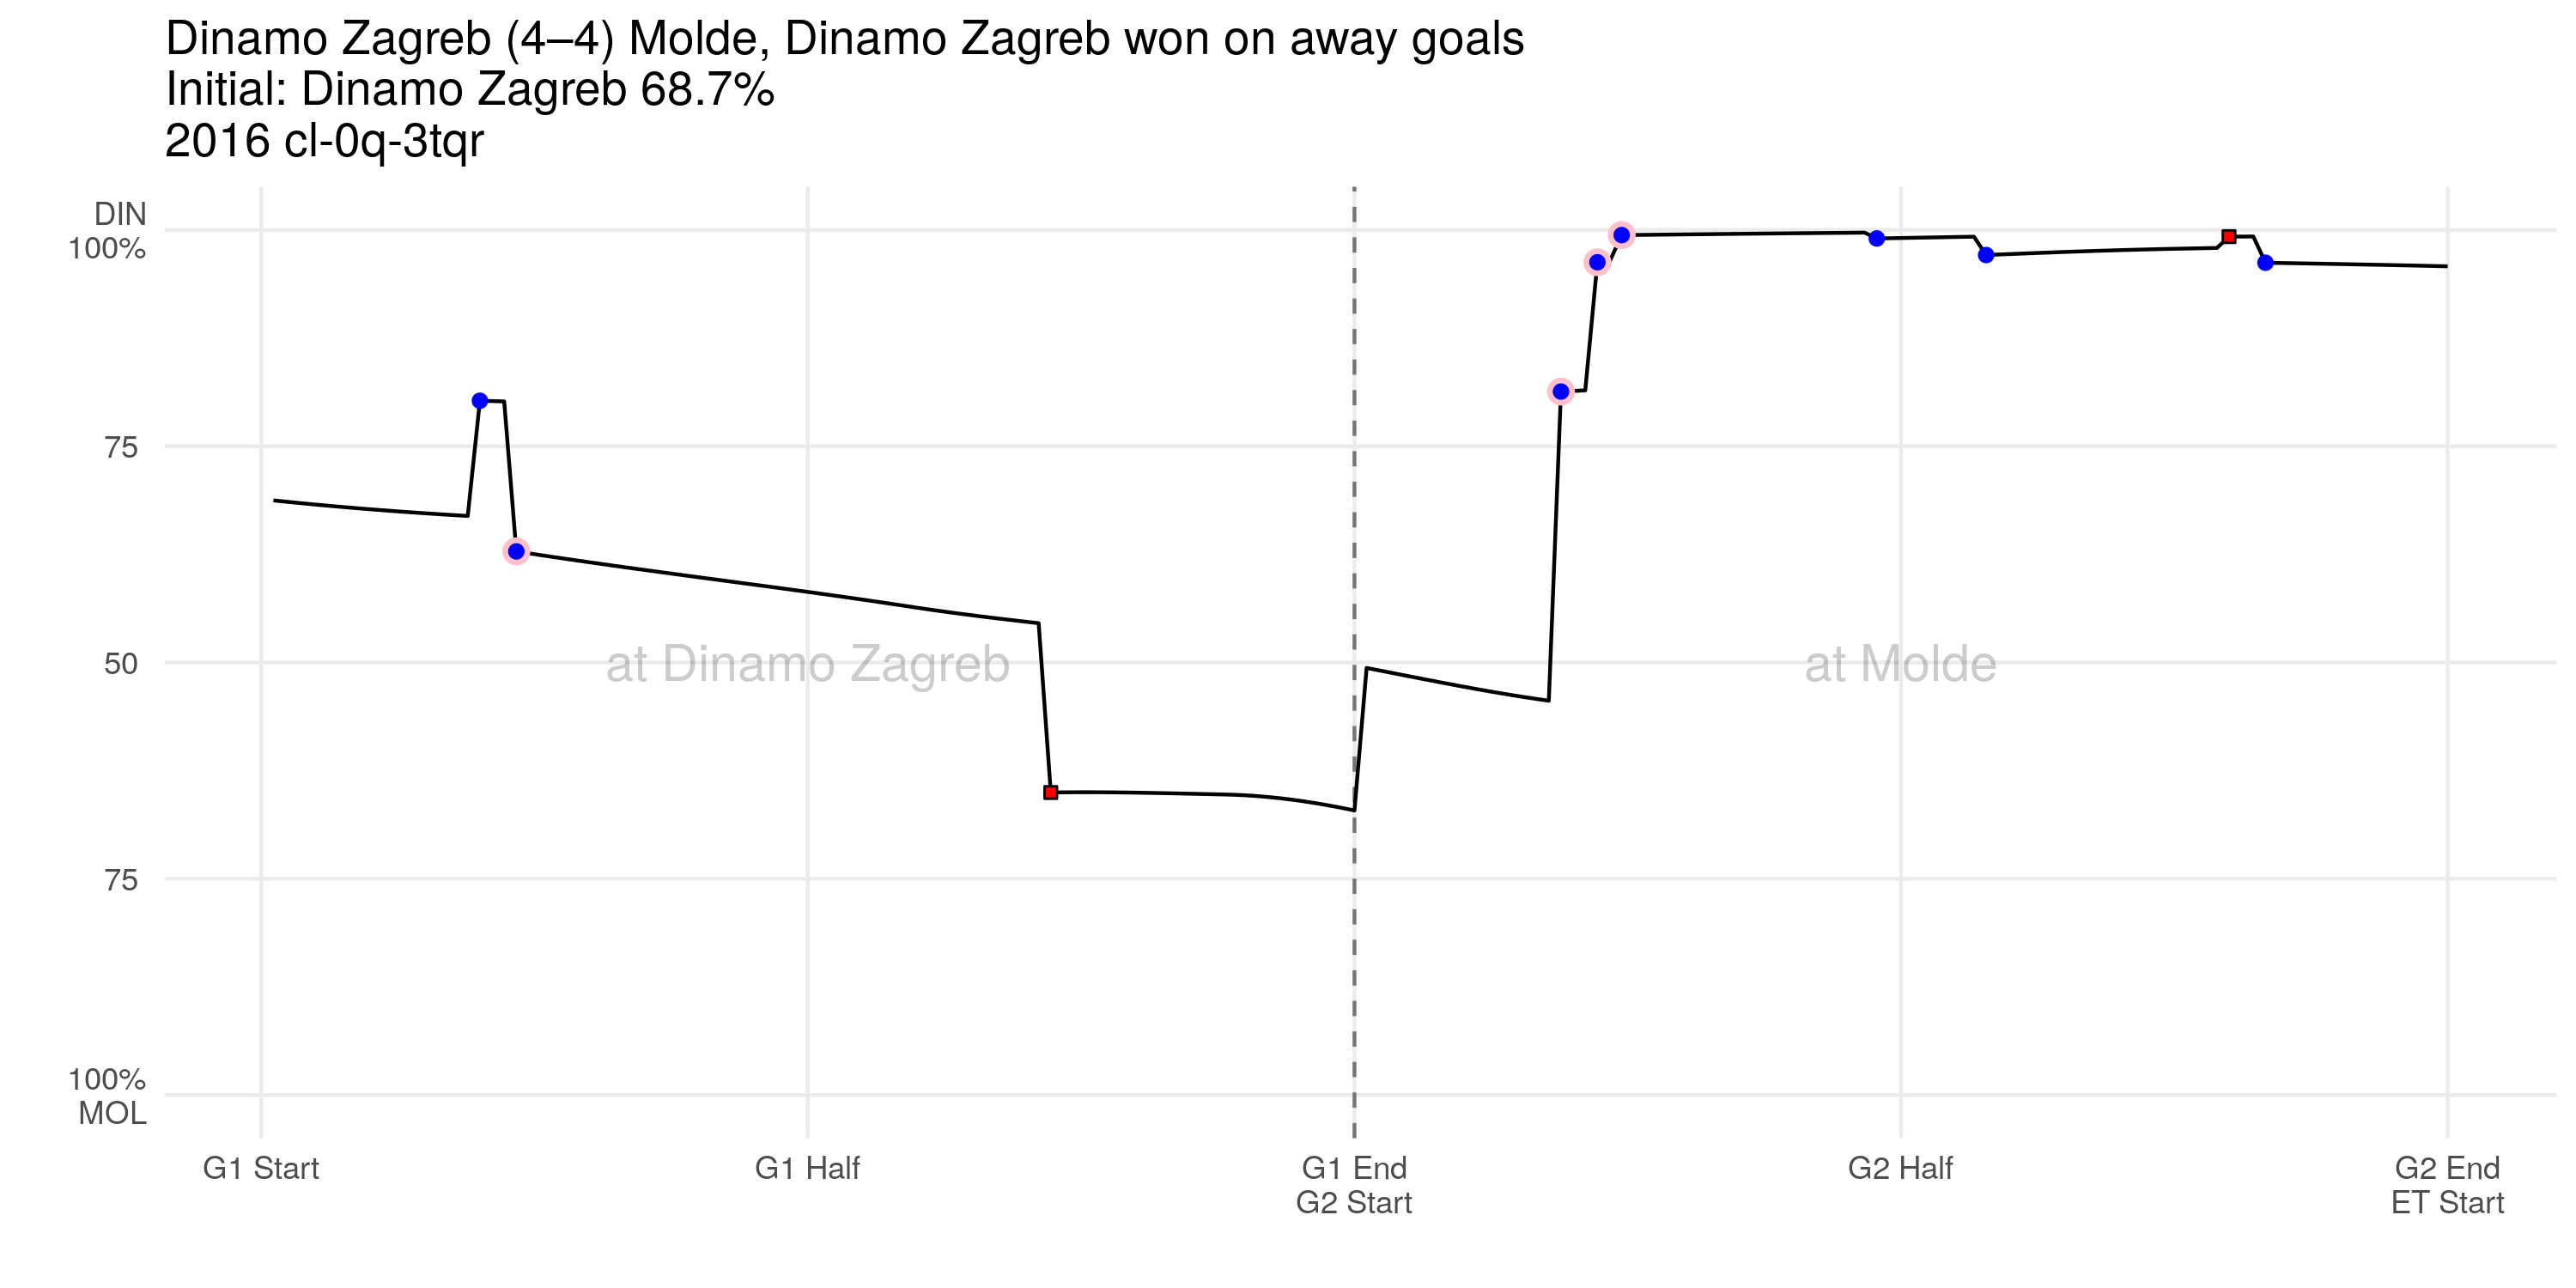 Dinamo Zagreb (4–4) Molde, Dinamo Zagreb won on away goals
Initial: Dinamo Zagreb 68.7%
2016 cl-0q-3tqr
DIN
100%
75
50
75
100%
MOL
at Dinamo Zagreb
at Molde
G1 Start
G1 Half
G1 End
G2 Start
G2 Half
G2 End
ET Start